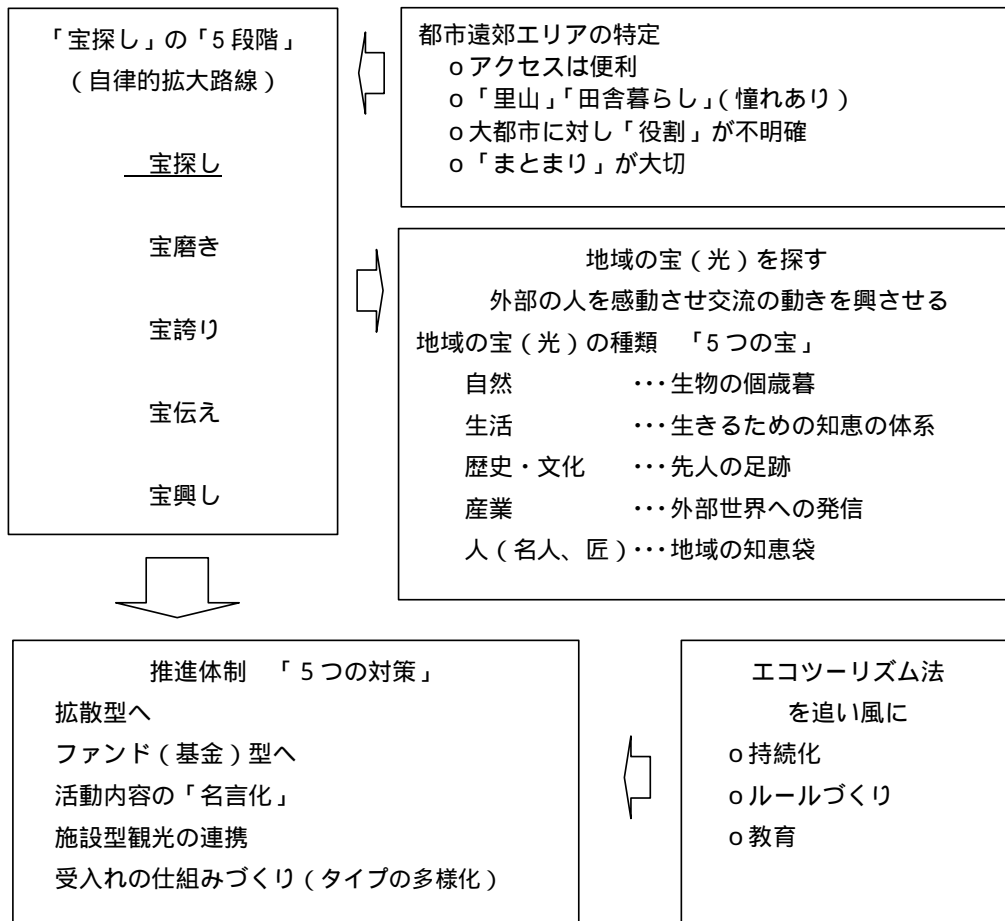 「宝探し」の「5段階」
（自律的拡大路線）
宝探し
宝磨き
宝誇り
宝伝え
宝興し
都市遠郊エリアの特定
o アクセスは便利
o 「里山」「田舎暮らし」（憧れあり）
o 大都市に対し「役割」が不明確
o 「まとまり」が大切
地域の宝（光）を探す
外部の人を感動させ交流の動きを興させる
地域の宝（光）の種類　「5つの宝」
自然　･･･生物の個歳暮
生活　･･･生きるための知恵の体系
歴史・文化　･･･先人の足跡
産業　･･･外部世界への発信
人（名人、匠）･･･地域の知恵袋
推進体制　「5つの対策」
拡散型へ
ファンド（基金）型へ
活動内容の「名言化」
施設型観光の連携
受入れの仕組みづくり（タイプの多様化）
エコツーリズム法
を追い風に
o 持続化
o ルールづくり
o 教育